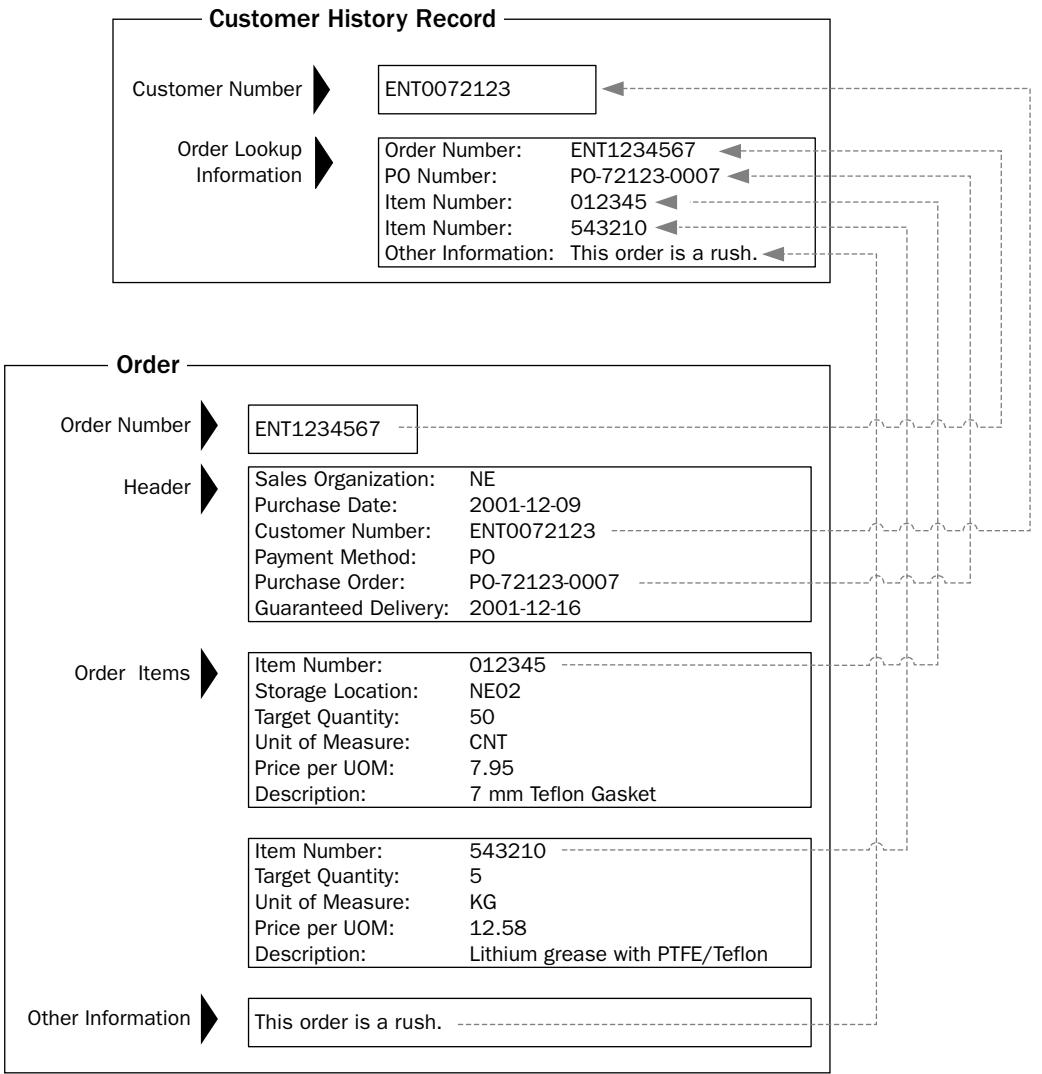 Customer History Record
Customer Number
ENT0072123
Order Lookup
Information
Order Number: ENT1234567
PO Number: PO-72123-0007
Item Number: 012345
Item Number: 543210
Other Information: This order is a rush.
Order
Order Number
ENT1234567
Header
Sales Organization: NE
Purchase Date: 2001-12-09
Customer Number: ENT0072123
Payment Method: PO
Purchase Order: PO-72123-0007
Guaranteed Delivery: 2001-12-16
Order Items
Item Number: 012345
Storage Location: NE02
Target Quantity: 50
Unit of Measure: CNT
Price per UOM: 7.95
Description: 7 mm Teflon Gasket
Item Number: 543210
Target Quantity: 5
Unit of Measure: KG
Price per UOM: 12.58
Description: Lithium grease with PTFE/Teflon
Other Information
This order is a rush.